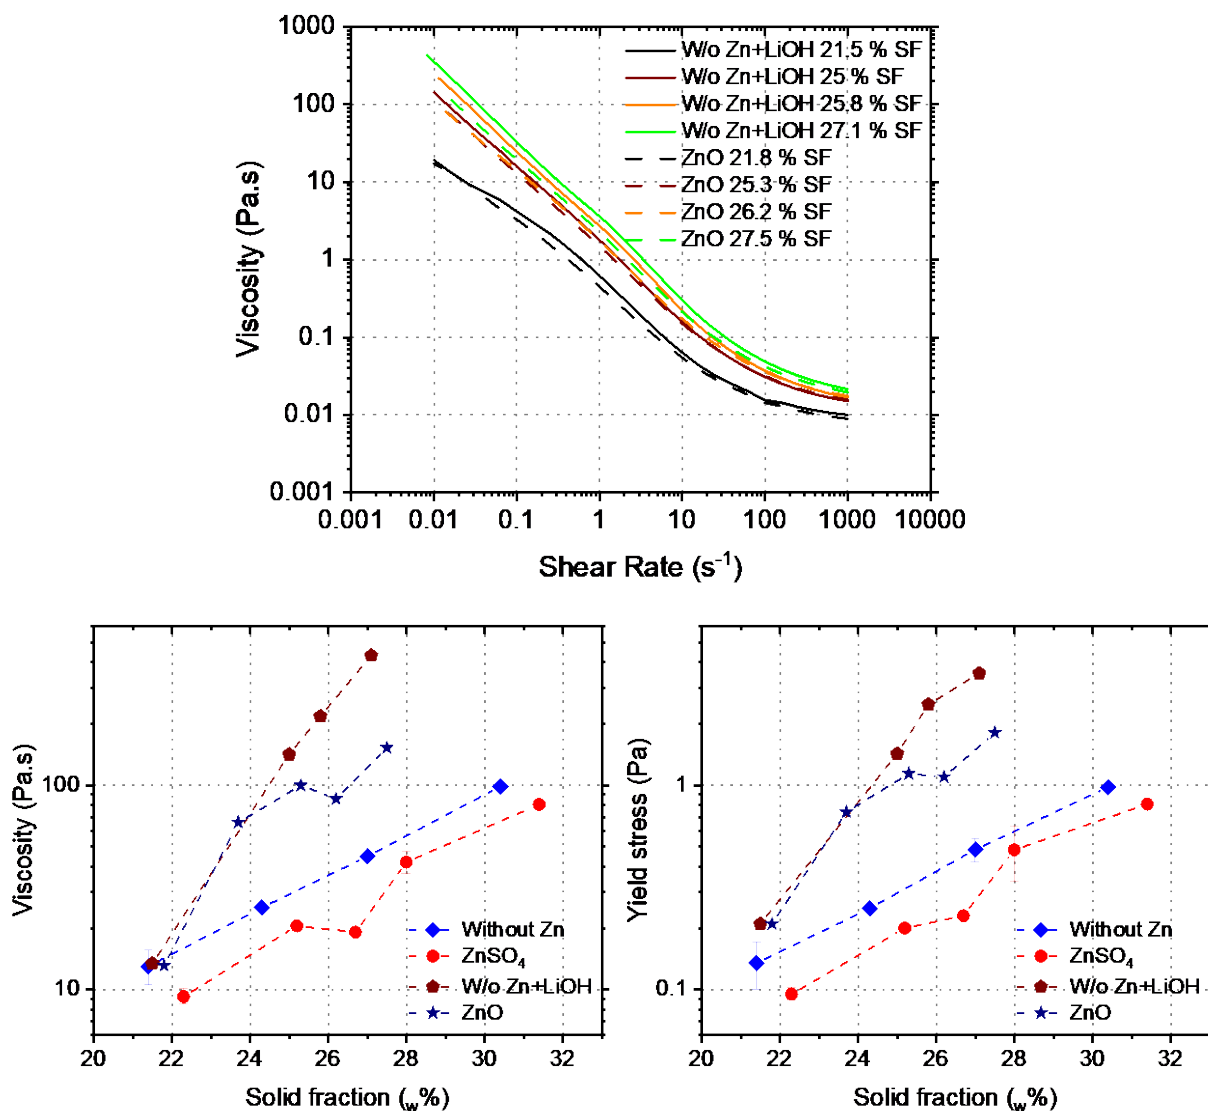 1000
100
10
1
0.1
0.01
0.001
Viscosity (Pa.s)
W/o Zn+LiOH 21.5 % SF
W/o Zn+LiOH 25 % SF
W/o Zn+LiOH 25.8 % SF
W/o Zn+LiOH 27.1 % SF
ZnO 21.8 % SF
ZnO 25.3 % SF
ZnO 26.2 % SF
ZnO 27.5 % SF
0.001 0.01 0.1 1 10 100 1000 10000
Shear Rate (s⁻¹)
100
10
Viscosity (Pa.s)
Without Zn
ZnSO₄
W/o Zn+LiOH
ZnO
20 22 24 26 28 30 32
Solid fraction (w%)
1
0.1
Yield stress (Pa)
Without Zn
ZnSO₄
W/o Zn+LiOH
ZnO
20 22 24 26 28 30 32
Solid fraction (w%)